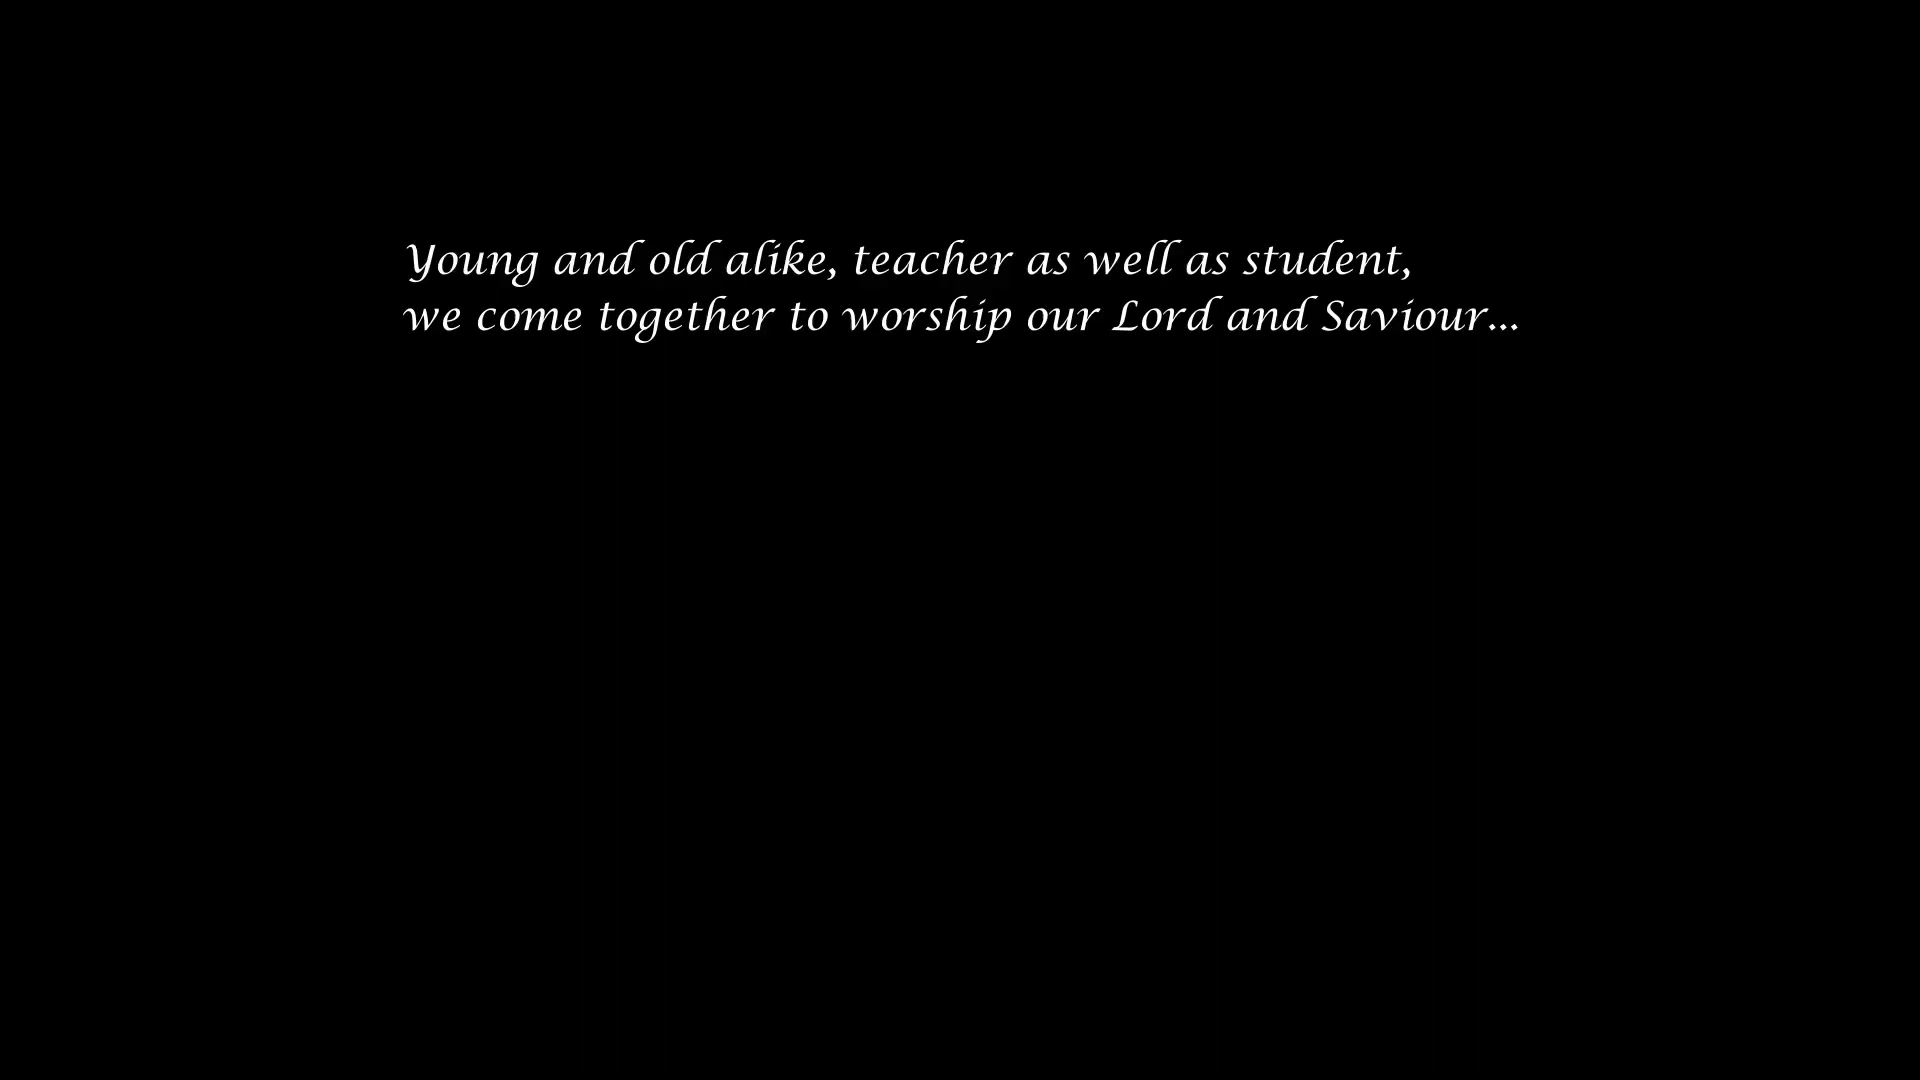 Young and old alike, teacher as well as student,
we come together to worship our Lord and Saviour...